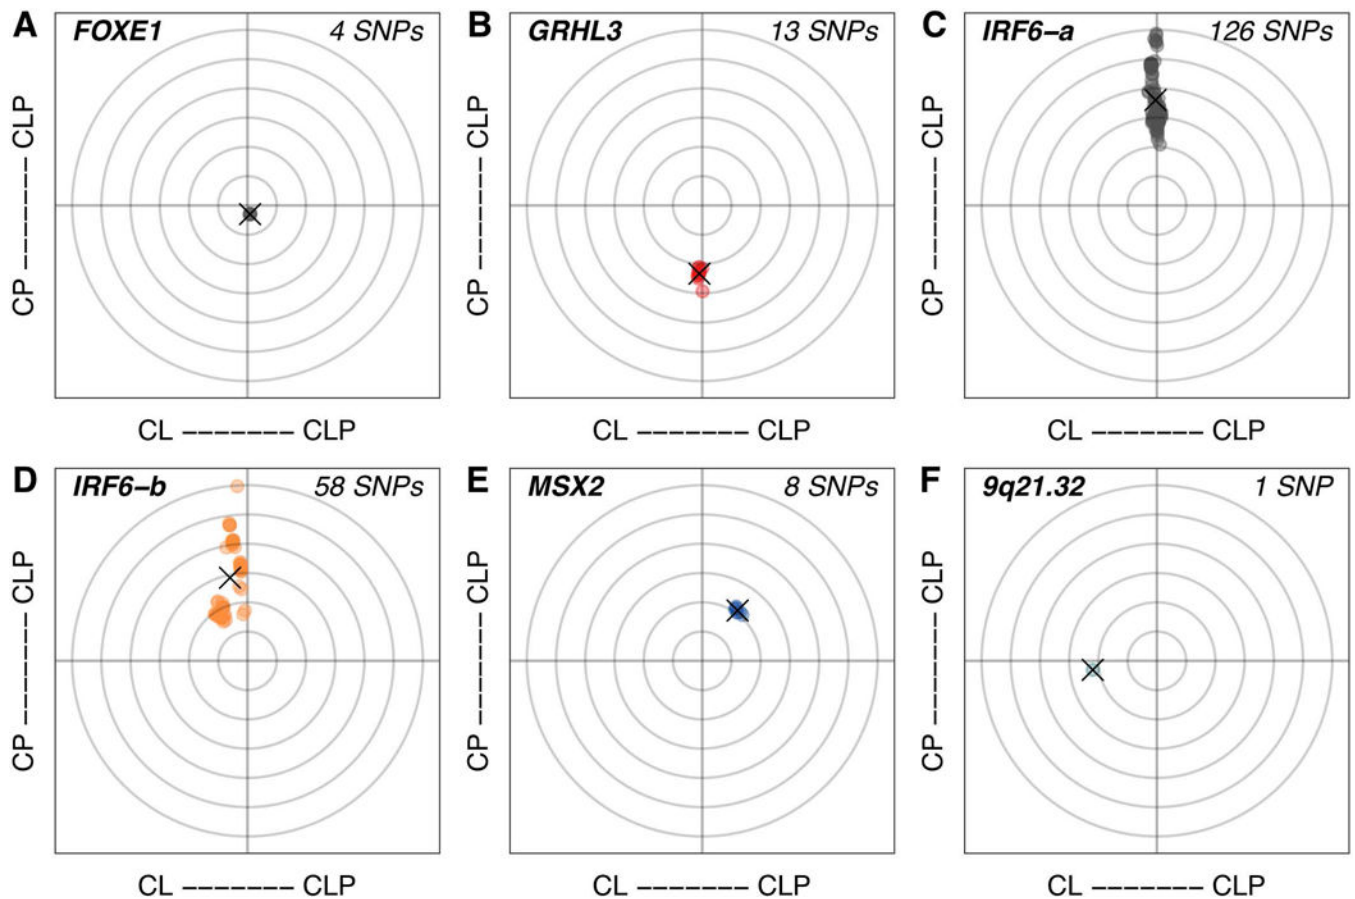 A FOXE1 4 SNPs
CP ––––––– CLP
CL ––––––– CLP
B GRHL3 13 SNPs
CP ––––––– CLP
CL ––––––– CLP
C IRF6–a 126 SNPs
CP ––––––– CLP
CL ––––––– CLP
D IRF6–b 58 SNPs
CP ––––––– CLP
CL ––––––– CLP
E MSX2 8 SNPs
CP ––––––– CLP
CL ––––––– CLP
F 9q21.32 1 SNP
CP ––––––– CLP
CL ––––––– CLP